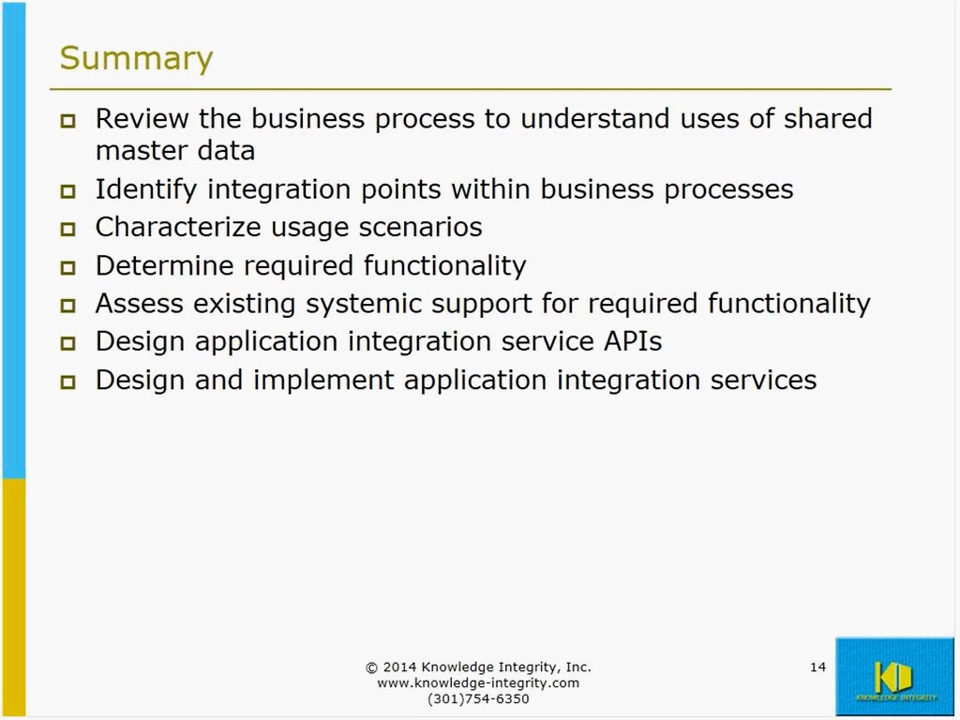 Summary
Review the business process to understand uses of shared
master data
Identify integration points within business processes
Characterize usage scenarios
Determine required functionality
Assess existing systemic support for required functionality
Design application integration service APIs
Design and implement application integration services
© 2014 Knowledge Integrity, Inc.
www.knowledge-integrity.com
(301)754-6350
14
KNOWLEDGE INTEGRITY